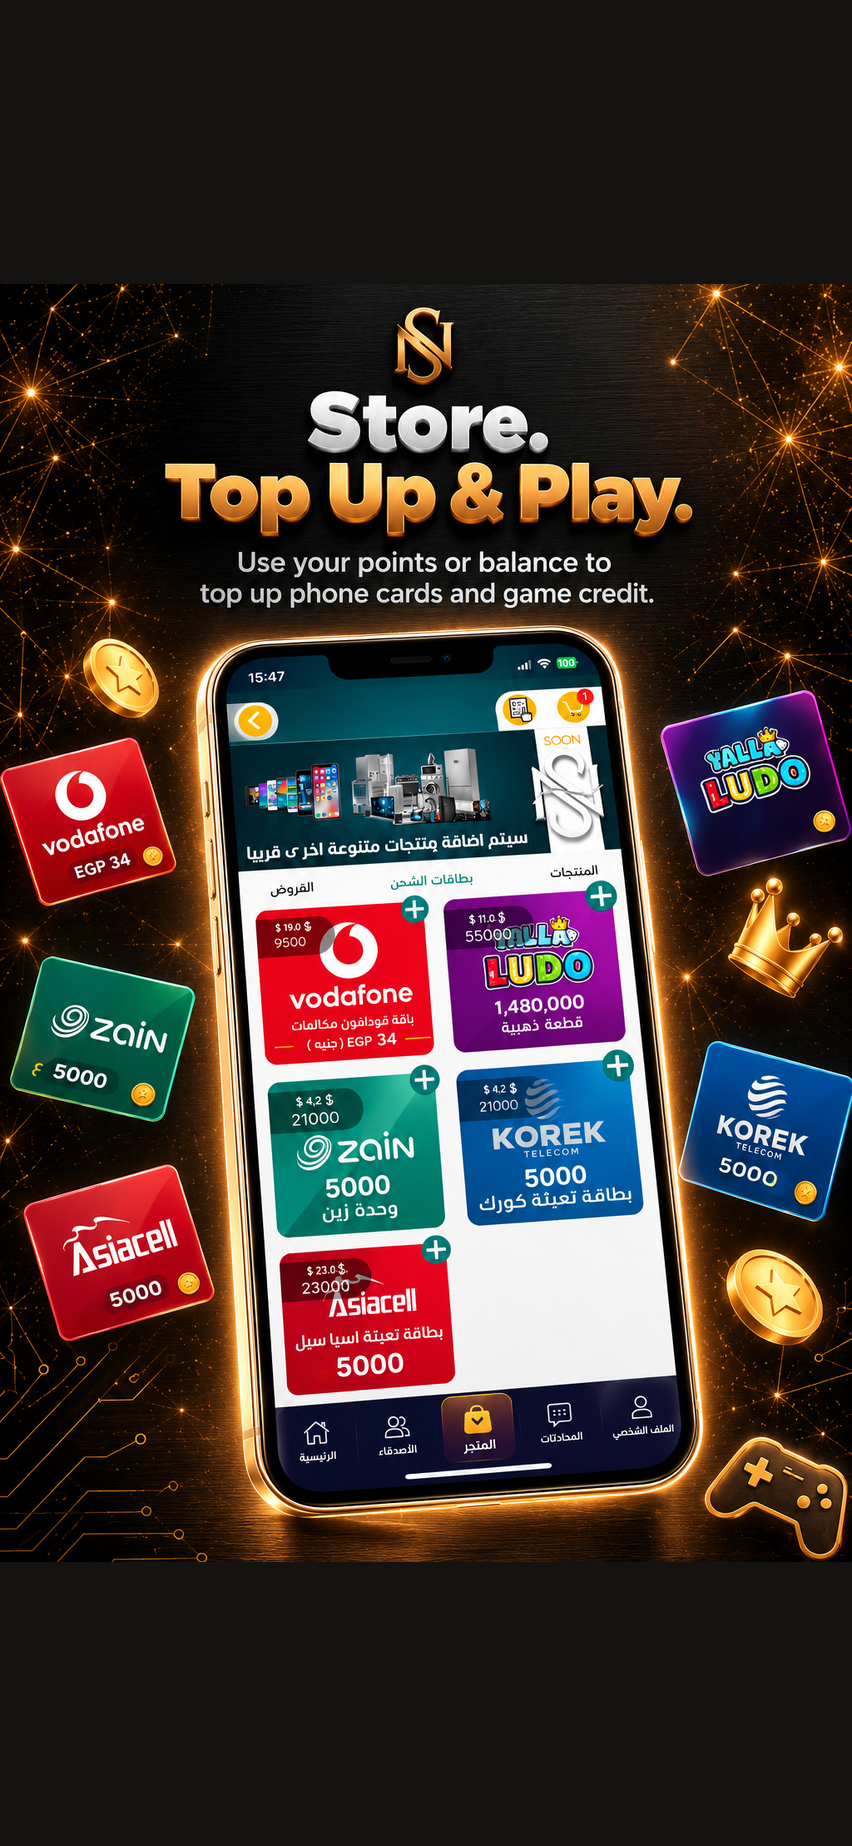 SN
Store.
Top Up & Play.
Use your points or balance to
top up phone cards and game credit.
15:47
100
1
SOON
SN
سيتم اضافة منتجات متنوعة اخرى قريبا
المنتجات
بطاقات الشحن
القروض
$ 19.0 $
9500
vodafone
باقة ڤودافون مكالمات
34 EGP (جنيه)
$ 11.0 $
55000
YALLA
LUDO
1,480,000
قطعة ذهبية
$ 4,2 $
21000
zain
5000
وحدة زين
$ 4,2 $
21000
KOREK
TELECOM
5000
بطاقة تعبئة كورك
$ 23.0 $
23000
Asiacell
بطاقة تعبئة اسيا سيل
5000
الرئيسية
الأصدقاء
المتجر
المحادثات
الملف الشخصي
vodafone
EGP 34
zain
5000
Asiacell
5000
YALLA
LUDO
KOREK
TELECOM
5000